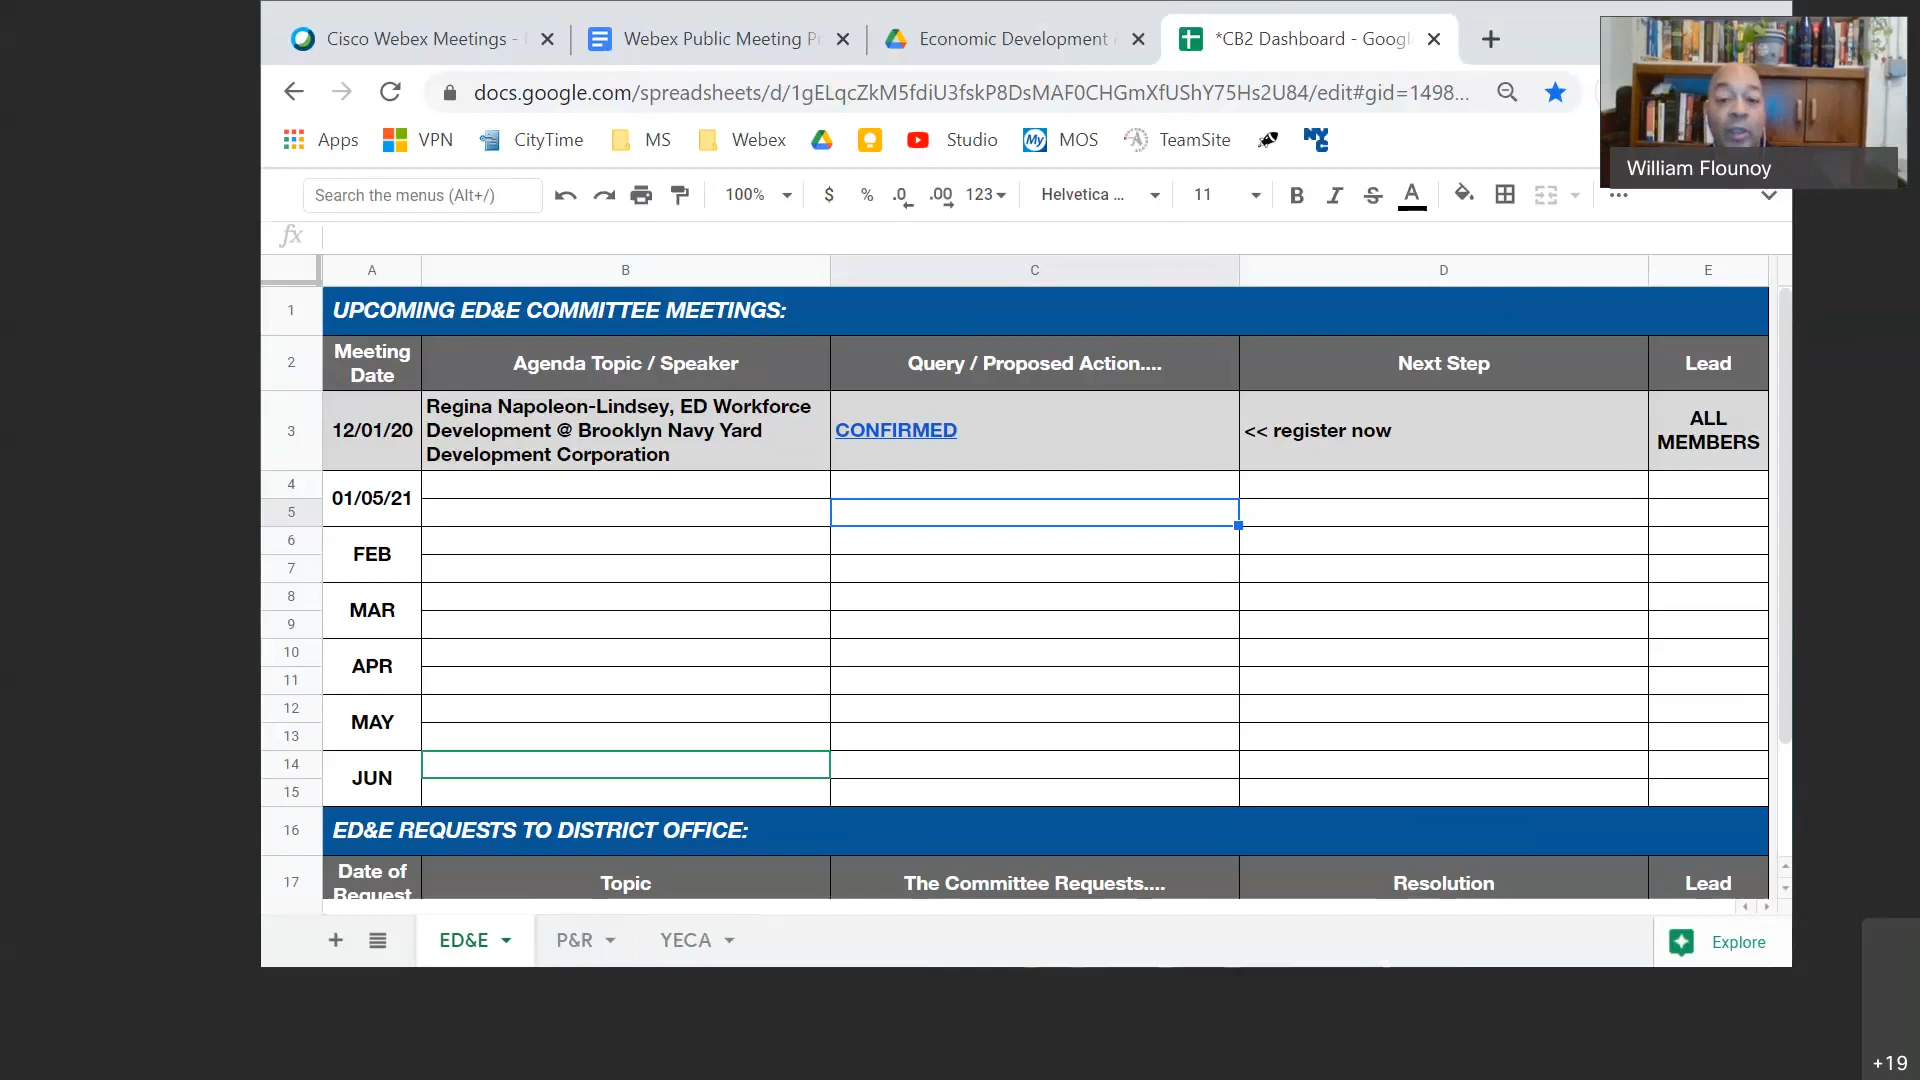 Cisco Webex Meetings -
Webex Public Meeting P
Economic Development
*CB2 Dashboard - Googl
William Flounoy
docs.google.com/spreadsheets/d/1gELqcZkM5fdiU3fskP8DsMAF0CHGmXfUShY75Hs2U84/edit#gid=1498...
Apps VPN CityTime MS Webex Studio My MOS TeamSite NYC
Search the menus (Alt+/) 100% $ % .0 .00 123 Helvetica ... 11 B I S A
fx
A B C D E
1 UPCOMING ED&E COMMITTEE MEETINGS:
2 Meeting Date Agenda Topic / Speaker Query / Proposed Action.... Next Step Lead
3 12/01/20 Regina Napoleon-Lindsey, ED Workforce Development @ Brooklyn Navy Yard Development Corporation CONFIRMED << register now ALL MEMBERS
4
01/05/21
5
6
FEB
7
8
MAR
9
10
APR
11
12
MAY
13
14
JUN
15
16 ED&E REQUESTS TO DISTRICT OFFICE:
17 Date of Request Topic The Committee Requests.... Resolution Lead
ED&E P&R YECA Explore
+19